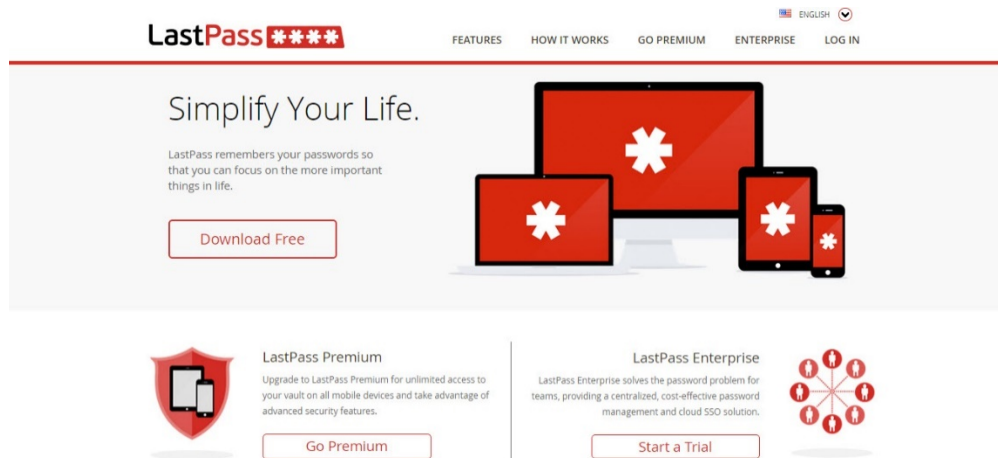 ENGLISH
LastPass ****
FEATURES HOW IT WORKS GO PREMIUM ENTERPRISE LOG IN
Simplify Your Life.
LastPass remembers your passwords so
that you can focus on the more important
things in life.
Download Free
LastPass Premium
Upgrade to LastPass Premium for unlimited access to
your vault on all mobile devices and take advantage of
advanced security features.
Go Premium
LastPass Enterprise
LastPass Enterprise solves the password problem for
teams, providing a centralized, cost-effective password
management and cloud SSO solution.
Start a Trial